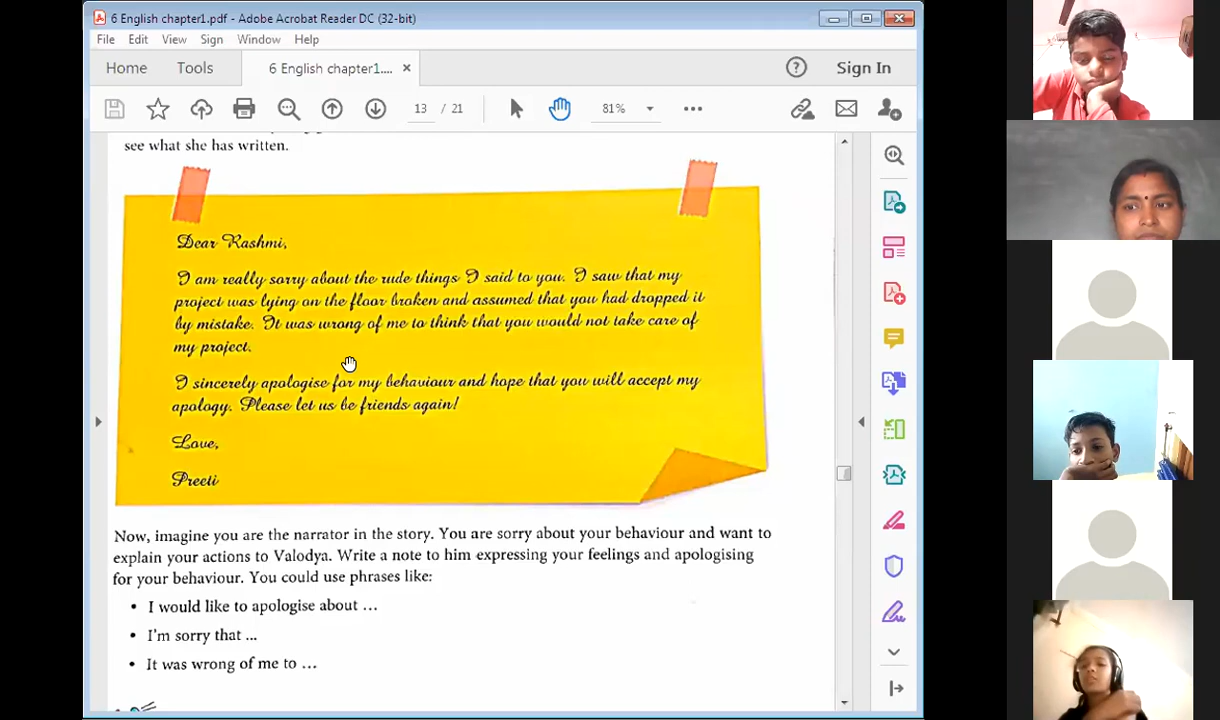 6 English chapter1.pdf - Adobe Acrobat Reader DC (32-bit)
File Edit View Sign Window Help
Home Tools 6 English chapter1.... × ? Sign In
13 / 21 81%
see what she has written.
Dear Rashmi,
I am really sorry about the rude things I said to you. I saw that my
project was lying on the floor broken and assumed that you had dropped it
by mistake. It was wrong of me to think that you would not take care of
my project.
I sincerely apologise for my behaviour and hope that you will accept my
apology. Please let us be friends again!
Love,
Preeti
Now, imagine you are the narrator in the story. You are sorry about your behaviour and want to
explain your actions to Valodya. Write a note to him expressing your feelings and apologising
for your behaviour. You could use phrases like:
• I would like to apologise about ...
• I'm sorry that ...
• It was wrong of me to ...